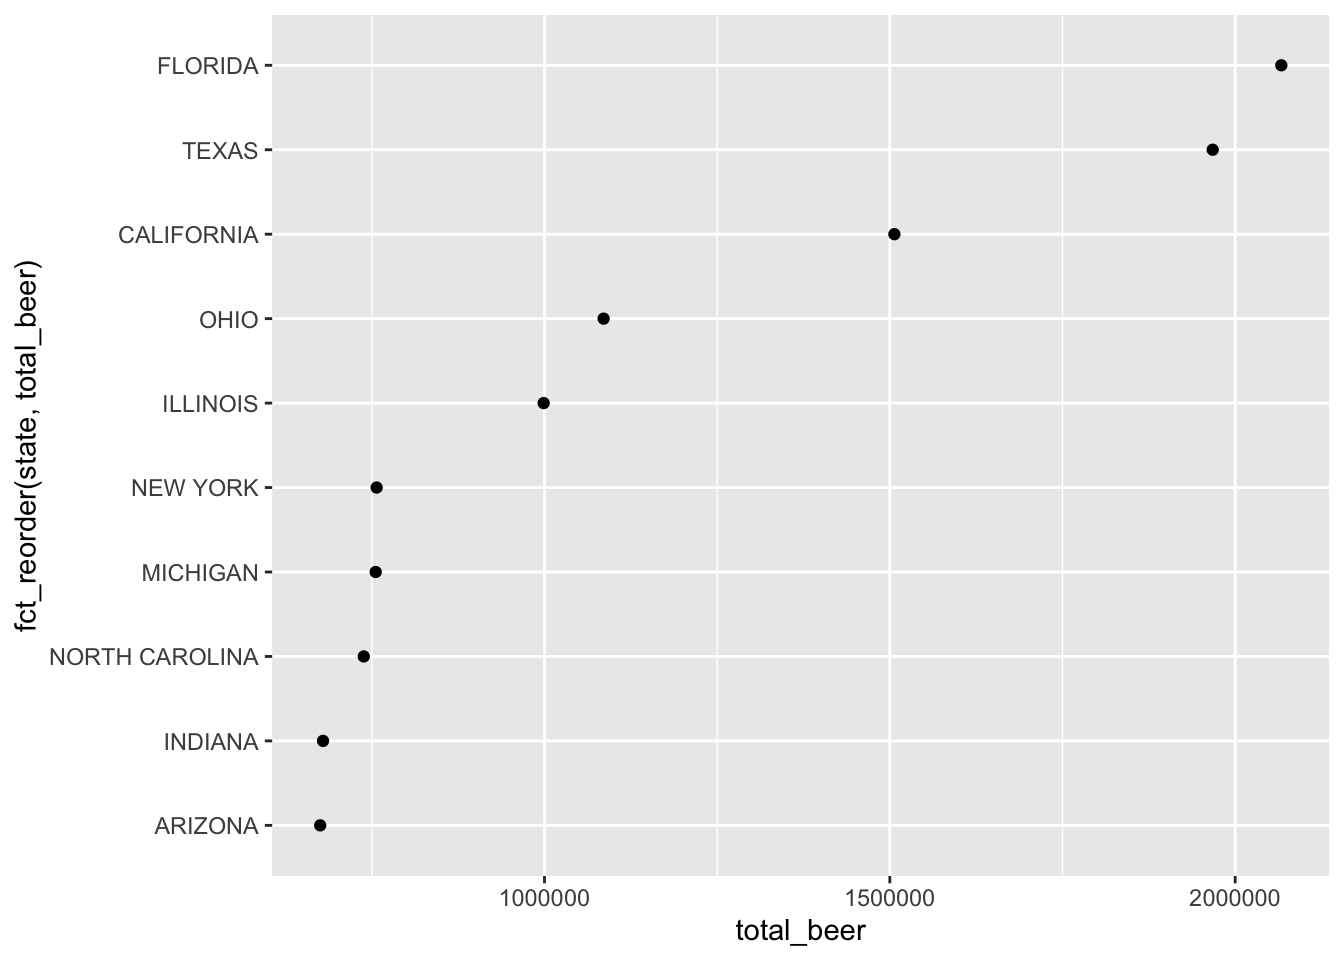 fct_reorder(state, total_beer)
FLORIDA
TEXAS
CALIFORNIA
OHIO
ILLINOIS
NEW YORK
MICHIGAN
NORTH CAROLINA
INDIANA
ARIZONA
1000000 1500000 2000000
total_beer